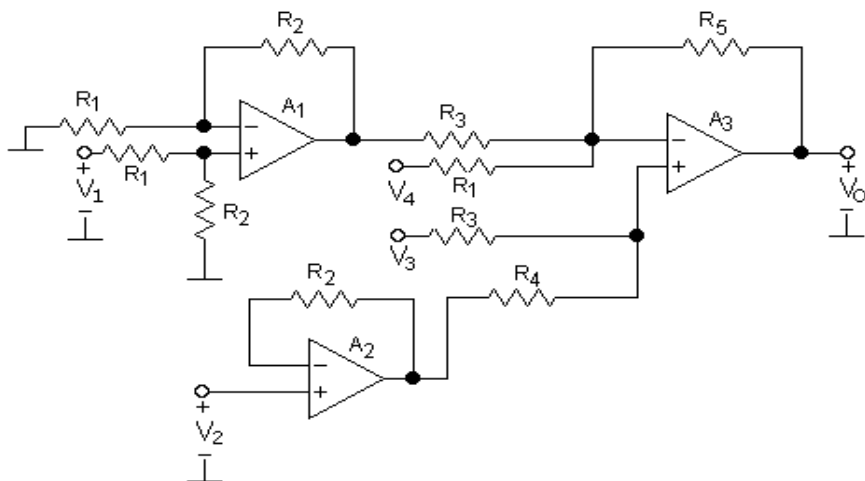 R2
R5
R1
A1
R3
A3
−
+
−
+
+
V1
−
R1
R2
V4
R1
R3
V3
+
VO
−
R2
R4
A2
−
+
+
V2
−